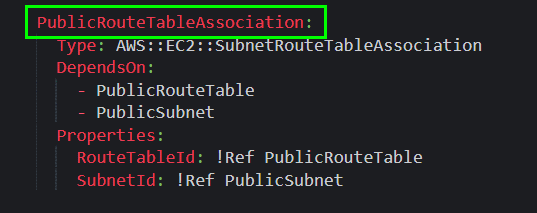 PublicRouteTableAssociation:
  Type: AWS::EC2::SubnetRouteTableAssociation
  DependsOn:
    - PublicRouteTable
    - PublicSubnet
  Properties:
    RouteTableId: !Ref PublicRouteTable
    SubnetId: !Ref PublicSubnet